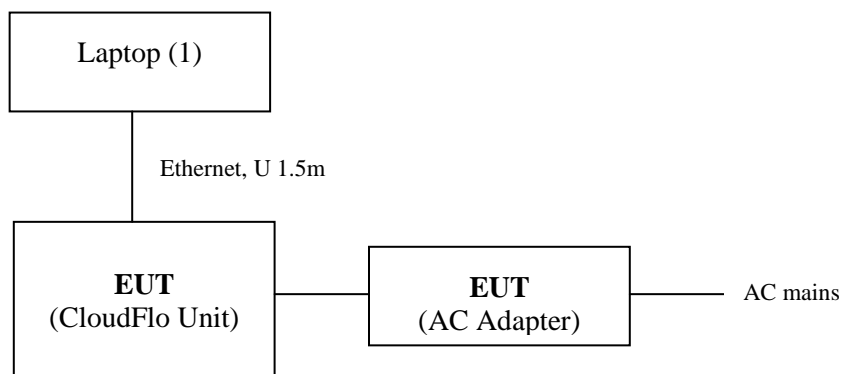 Laptop (1)
Ethernet, U 1.5m
EUT
(CloudFlo Unit)
EUT
(AC Adapter)
AC mains